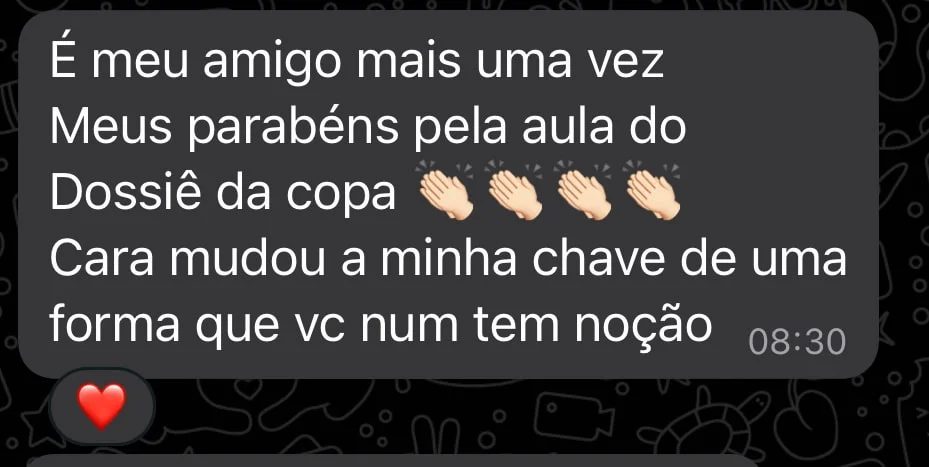 É meu amigo mais uma vez
Meus parabéns pela aula do
Dossiê da copa 👏🏻👏🏻👏🏻👏🏻
Cara mudou a minha chave de uma
forma que vc num tem noção
08:30